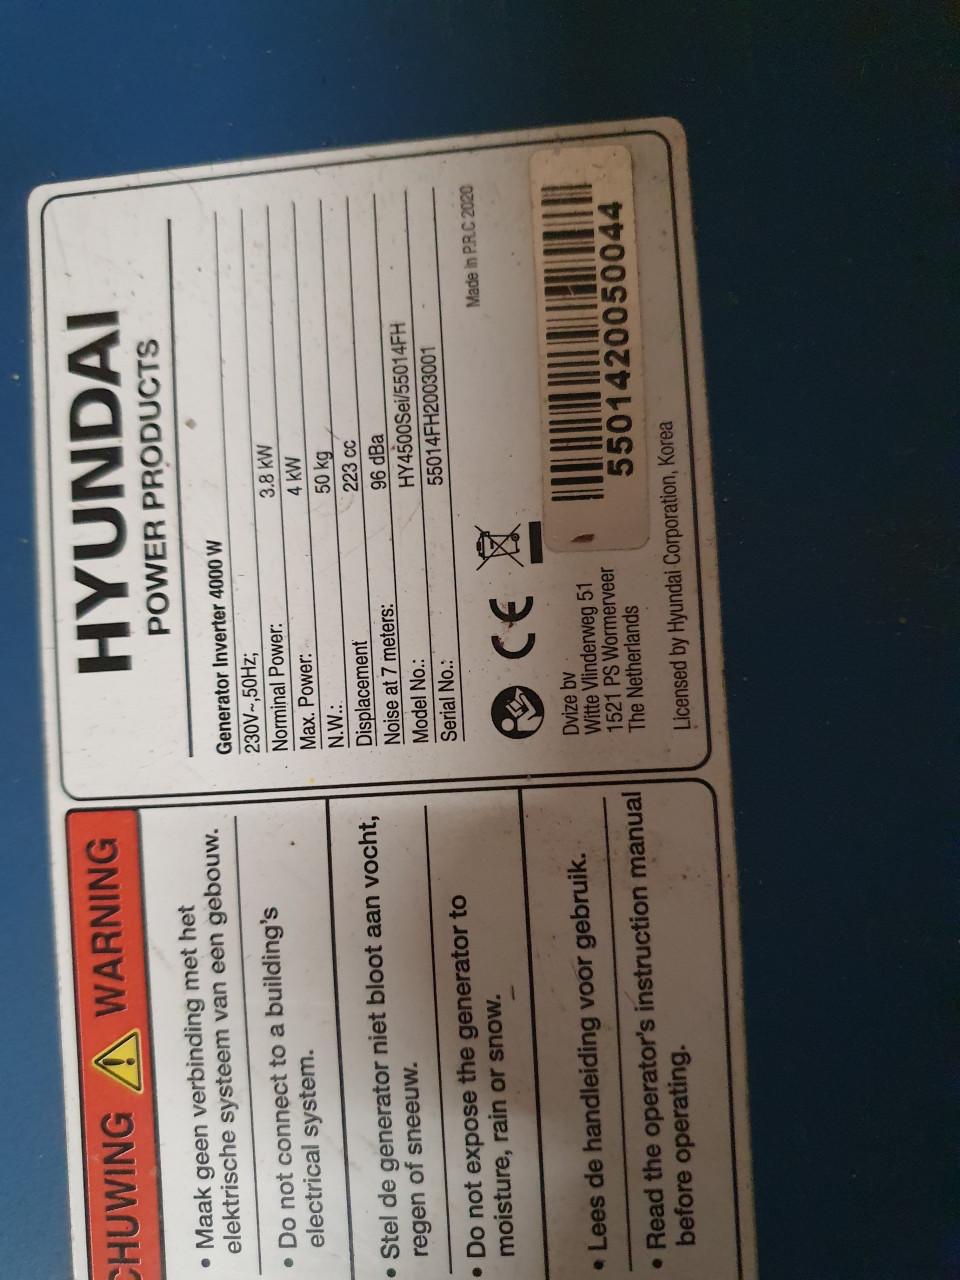 CHUWING WARNING
• Maak geen verbinding met het
elektrische systeem van een gebouw.
• Do not connect to a building's
electrical system.
• Stel de generator niet bloot aan vocht,
regen of sneeuw.
• Do not expose the generator to
moisture, rain or snow.
• Lees de handleiding voor gebruik.
• Read the operator's instruction manual
before operating.
HYUNDAI
POWER PRODUCTS
Generator Inverter 4000 W
230V~,50Hz;
Norminal Power: 3.8 kW
Max. Power: 4 kW
N.W.: 50 kg
Displacement 223 cc
Noise at 7 meters: 96 dBa
Model No.: HY4500Sei/55014FH
Serial No.: 55014FH2003001
Made in P.R.C 2020
CE
Dvize bv
Witte Vlinderweg 51
1521 PS Wormerveer
The Netherlands
5501420050044
Licensed by Hyundai Corporation, Korea